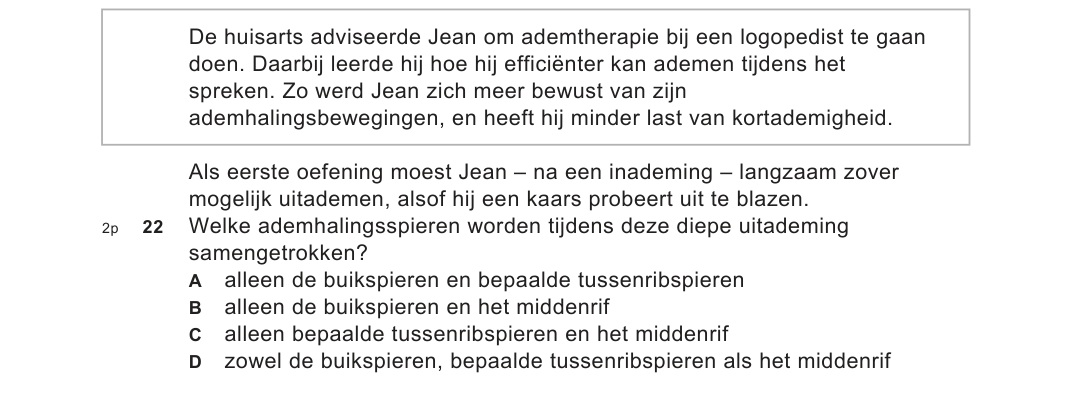 De huisarts adviseerde Jean om ademtherapie bij een logopedist te gaan
doen. Daarbij leerde hij hoe hij efficiënter kan ademen tijdens het
spreken. Zo werd Jean zich meer bewust van zijn
ademhalingsbewegingen, en heeft hij minder last van kortademigheid.
Als eerste oefening moest Jean – na een inademing – langzaam zover
mogelijk uitademen, alsof hij een kaars probeert uit te blazen.
2p 22 Welke ademhalingsspieren worden tijdens deze diepe uitademing
samengetrokken?
A alleen de buikspieren en bepaalde tussenribspieren
B alleen de buikspieren en het middenrif
C alleen bepaalde tussenribspieren en het middenrif
D zowel de buikspieren, bepaalde tussenribspieren als het middenrif